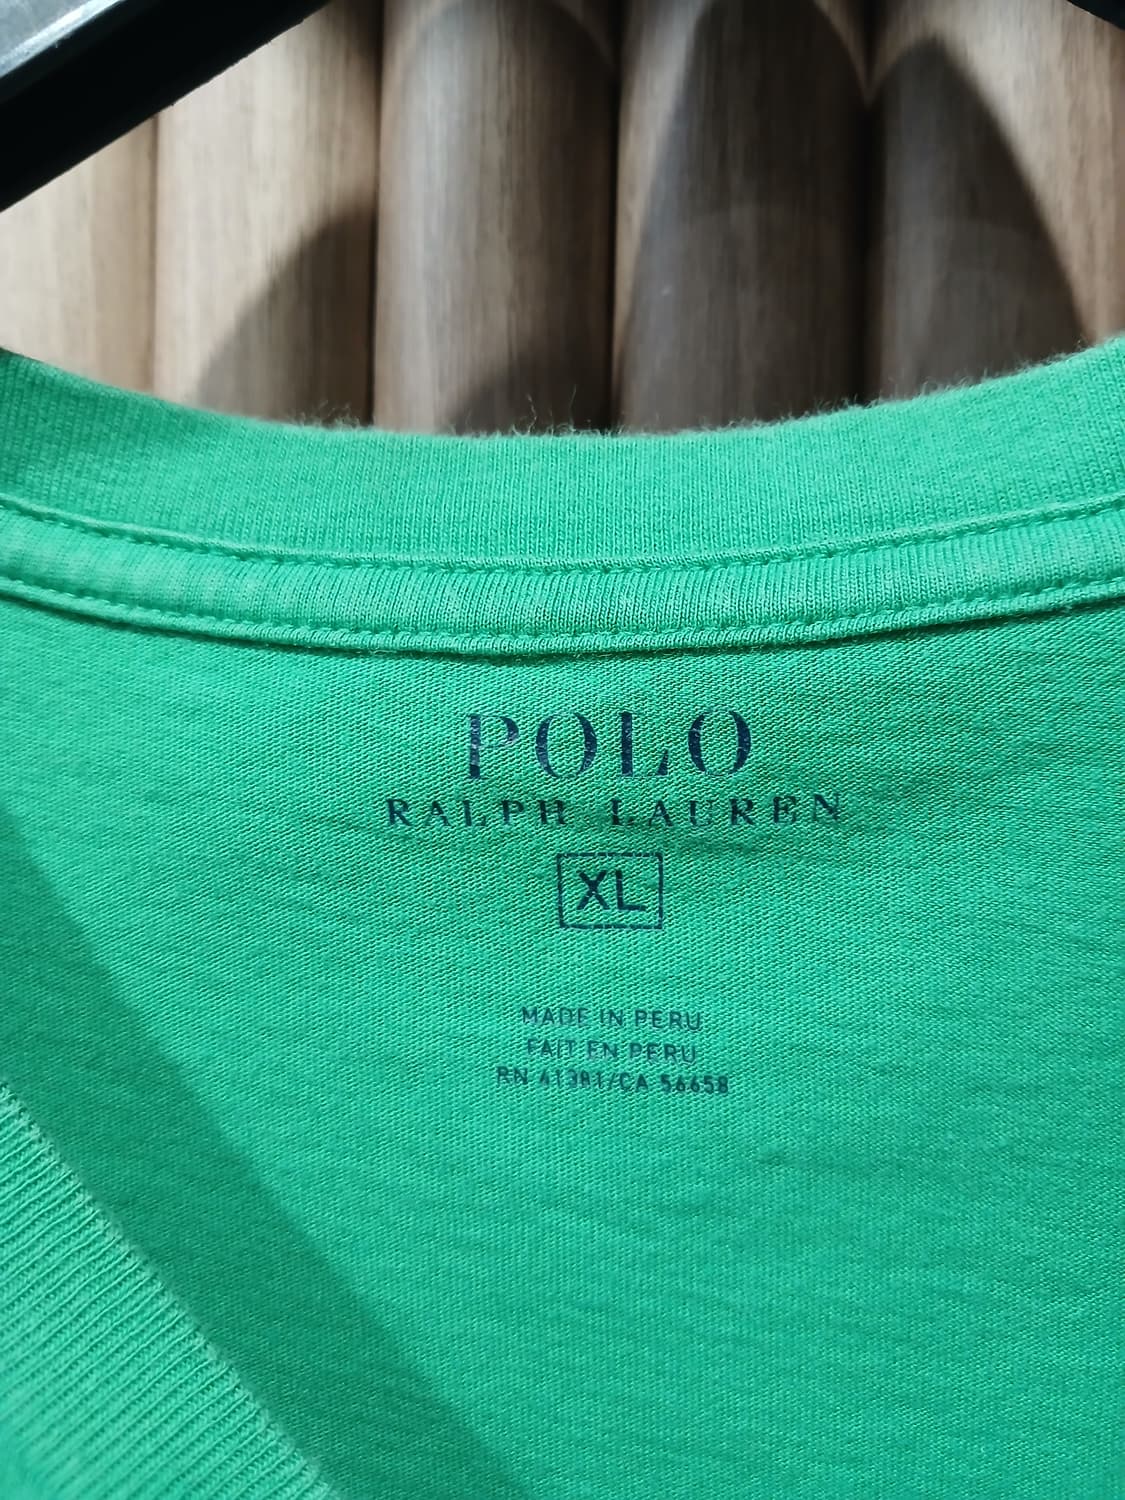 POLO
RALPH LAUREN
XL
MADE IN PERU
FAIT EN PERU
RN 41381/CA 56658